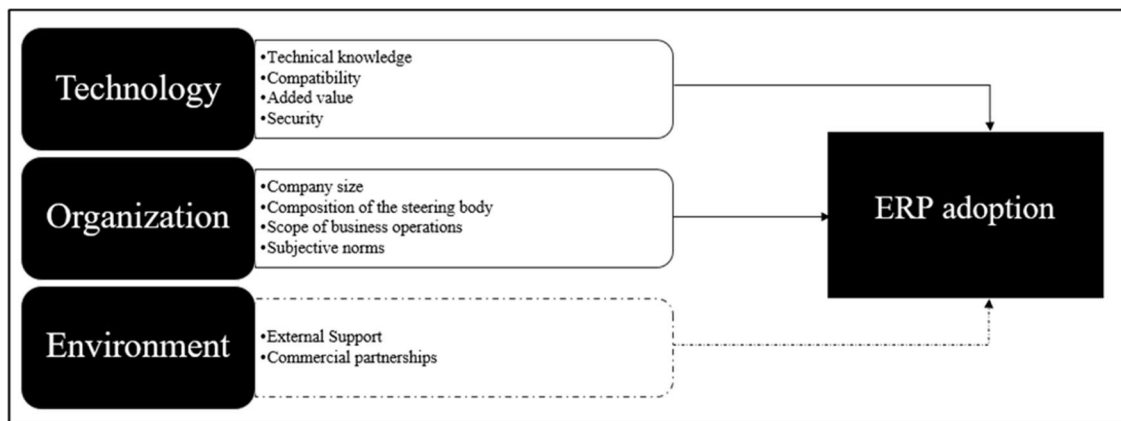 Technology
•Technical knowledge
•Compatibility
•Added value
•Security
Organization
•Company size
•Composition of the steering body
•Scope of business operations
•Subjective norms
Environment
•External Support
•Commercial partnerships
ERP adoption